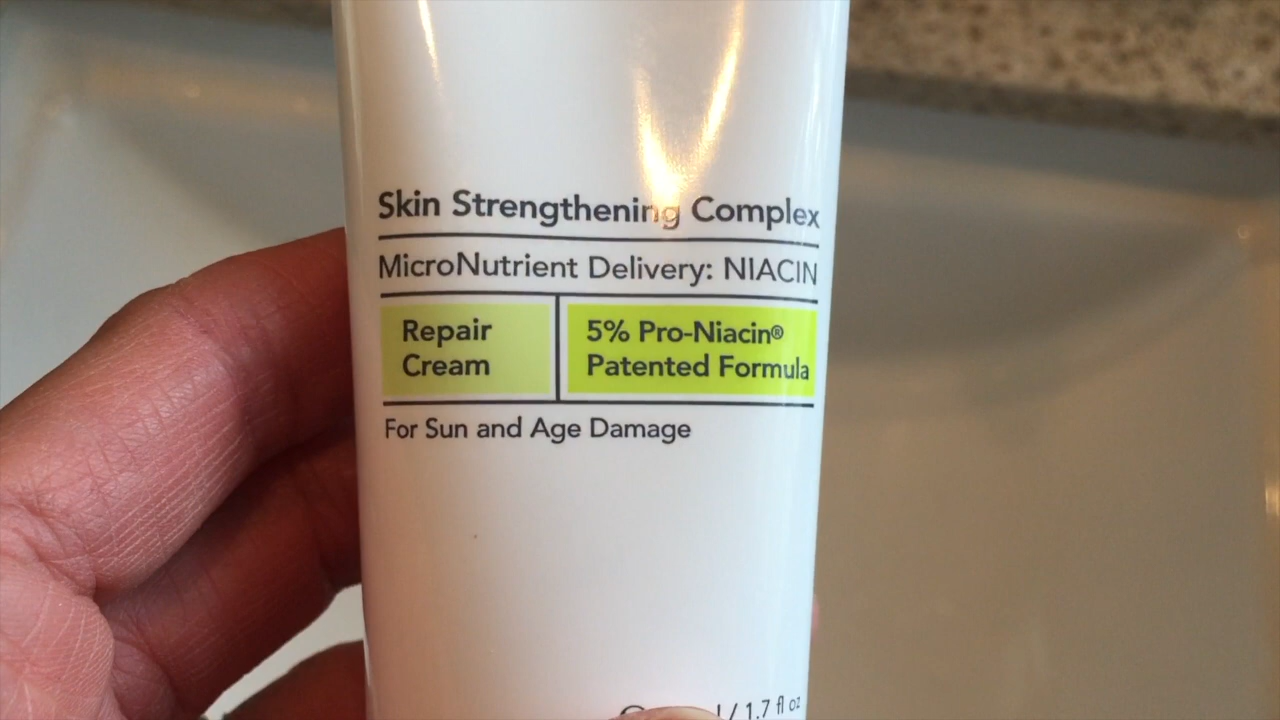 Skin Strengthening Complex
MicroNutrient Delivery: NIACIN
Repair
Cream
5% Pro-Niacin®
Patented Formula
For Sun and Age Damage
/ 1.7 fl oz